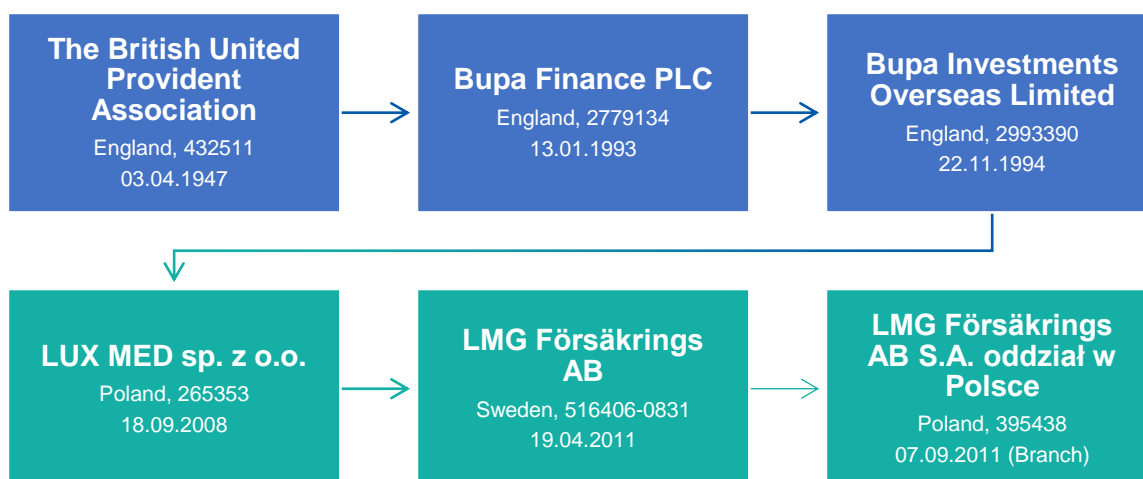 The British United
Provident
Association
England, 432511
03.04.1947
Bupa Finance PLC
England, 2779134
13.01.1993
Bupa Investments
Overseas Limited
England, 2993390
22.11.1994
LUX MED sp. z o.o.
Poland, 265353
18.09.2008
LMG Försäkrings
AB
Sweden, 516406-0831
19.04.2011
LMG Försäkrings
AB S.A. oddział w
Polsce
Poland, 395438
07.09.2011 (Branch)